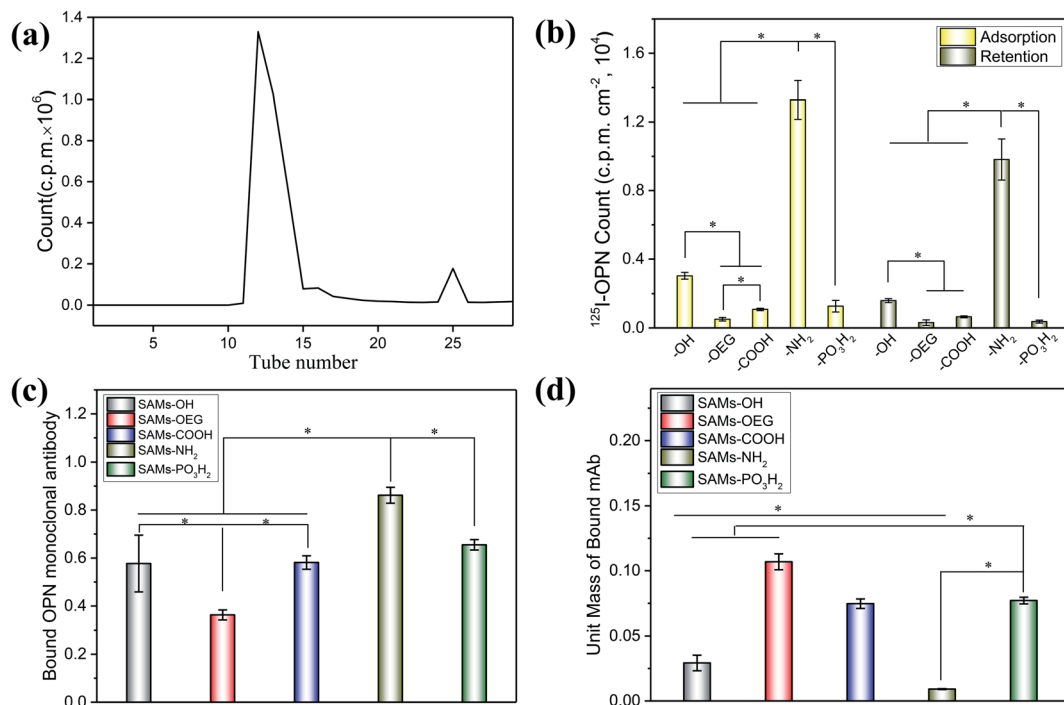 (a)
Count(c.p.m.×10⁶)
1.4
1.2
1.0
0.8
0.6
0.4
0.2
0.0
5
10
15
20
25
Tube number
(b)
¹²⁵I-OPN Count (c.p.m. cm⁻², 10⁴)
1.6
1.2
0.8
0.4
0.0
Adsorption
Retention
* *
* *
*
*
*
-OH
-OEG
-COOH
-NH₂
-PO₃H₂
-OH
-OEG
-COOH
-NH₂
-PO₃H₂
(c)
Bound OPN monoclonal antibody
1.2
1.0
0.8
0.6
0.4
0.2
0.0
SAMs-OH
SAMs-OEG
SAMs-COOH
SAMs-NH₂
SAMs-PO₃H₂
* *
* *
(d)
Unit Mass of Bound mAb
0.20
0.15
0.10
0.05
0.00
SAMs-OH
SAMs-OEG
SAMs-COOH
SAMs-NH₂
SAMs-PO₃H₂
*
*
*